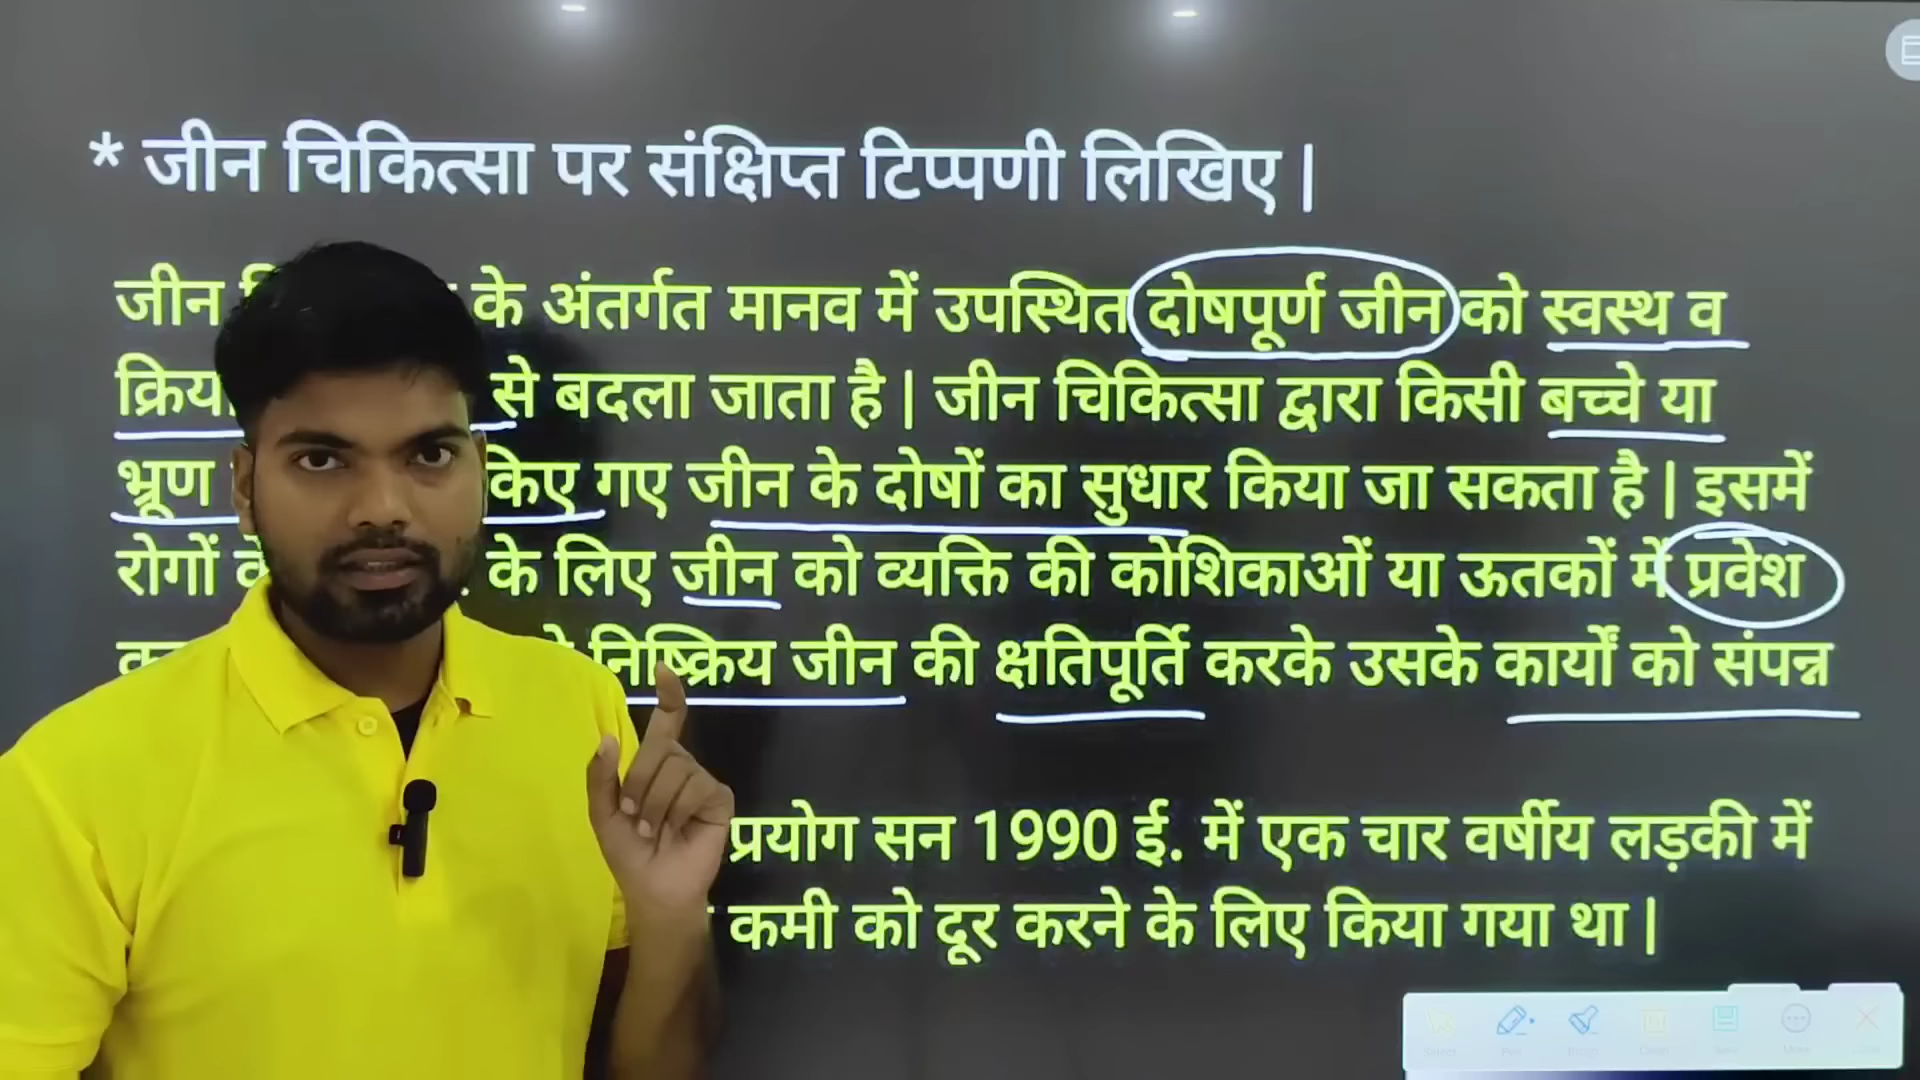 * जीन चिकित्सा पर संक्षिप्त टिप्पणी लिखिए |
जीन के अंतर्गत मानव में उपस्थित दोषपूर्ण जीन को स्वस्थ व
से बदला जाता है | जीन चिकित्सा द्वारा किसी बच्चे या
भ्रूण किए गए जीन के दोषों का सुधार किया जा सकता है | इसमें
रोगों के लिए जीन को व्यक्ति की कोशिकाओं या ऊतकों में प्रवेश
निष्क्रिय जीन की क्षतिपूर्ति करके उसके कार्यों को संपन्न
प्रयोग सन 1990 ई. में एक चार वर्षीय लड़की में
कमी को दूर करने के लिए किया गया था |